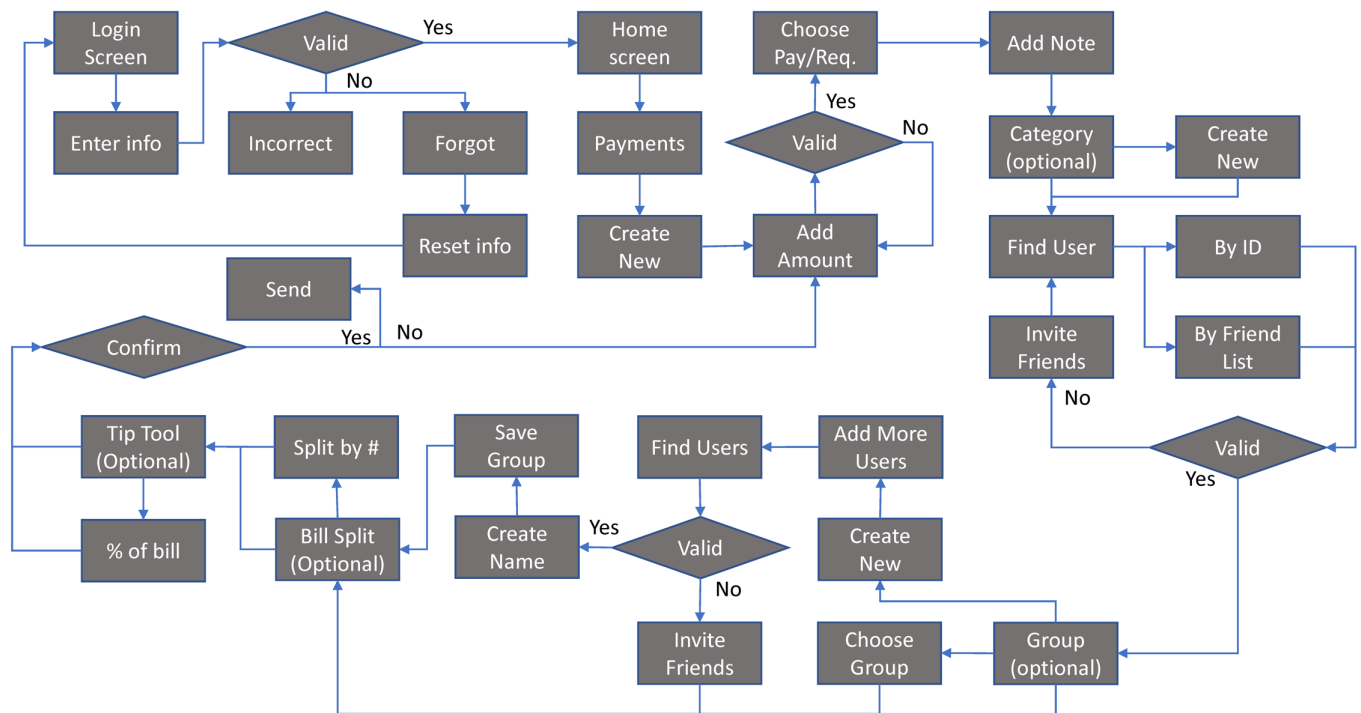 Login
Screen
Valid
Yes
Home
screen
Choose
Pay/Req.
Add Note
No
Yes
Enter info
Incorrect
Forgot
Payments
Valid
No
Category
(optional)
Create
New
Reset info
Create
New
Add
Amount
Find User
By ID
Send
Confirm
Yes
No
Invite
Friends
By Friend
List
No
Tip Tool
(Optional)
Split by #
Save
Group
Find Users
Add More
Users
Valid
Yes
% of bill
Bill Split
(Optional)
Create
Name
Yes
Valid
Create
New
No
Invite
Friends
Choose
Group
Group
(optional)